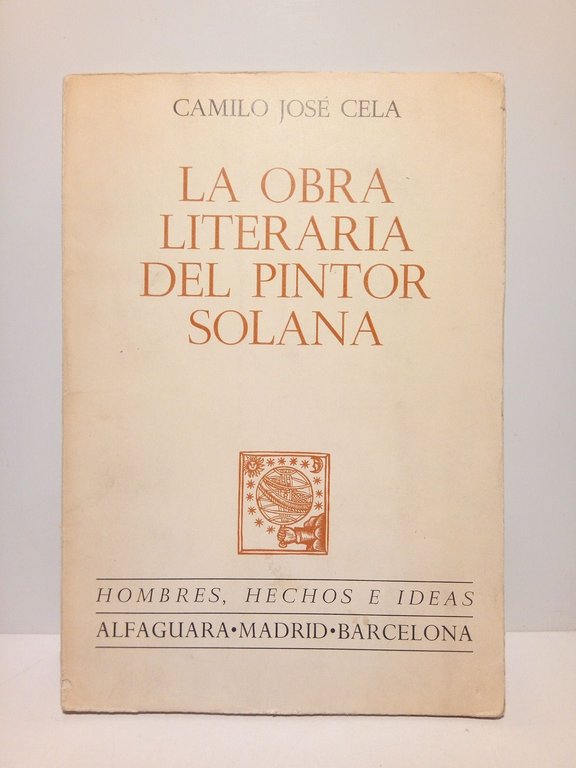 CAMILO JOSÉ CELA
LA OBRA
LITERARIA
DEL PINTOR
SOLANA
HOMBRES, HECHOS E IDEAS
ALFAGUARA•MADRID•BARCELONA